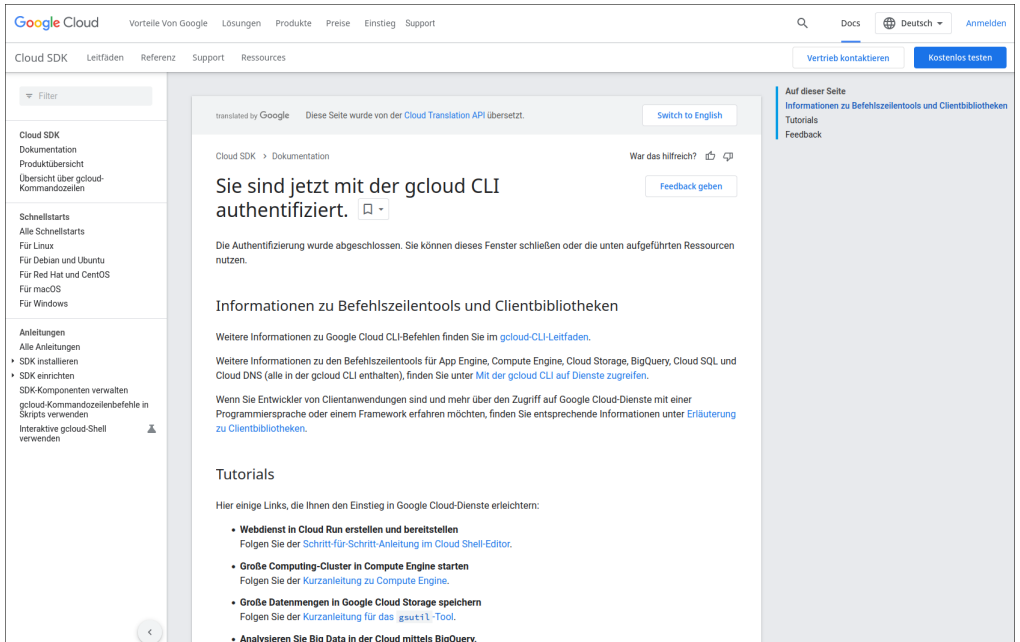 Google Cloud
Vorteile Von Google Lösungen Produkte Preise Einstieg Support
Docs Deutsch Anmelden
Cloud SDK Leitfäden Referenz Support Ressources
Vertrieb kontaktieren Kostenlos testen
Filter
Cloud SDK
Dokumentation
Produktübersicht
Übersicht über gcloud-
Kommandozeilen
Schnellstarts
Alle Schnellstarts
Für Linux
Für Debian und Ubuntu
Für Red Hat und CentOS
Für macOS
Für Windows
Anleitungen
Alle Anleitungen
SDK installieren
SDK einrichten
SDK-Komponenten verwalten
gcloud-Kommandozeilenbefehle in
Skripts verwenden
Interaktive gcloud-Shell
verwenden
translated by Google Diese Seite wurde von der Cloud Translation API übersetzt.
Switch to English
Cloud SDK > Dokumentation
War das hilfreich?
Sie sind jetzt mit der gcloud CLI
authentifiziert.
Feedback geben
Die Authentifizierung wurde abgeschlossen. Sie können dieses Fenster schließen oder die unten aufgeführten Ressourcen
nutzen.
Informationen zu Befehlszeilentools und Clientbibliotheken
Weitere Informationen zu Google Cloud CLI-Befehlen finden Sie im gcloud-CLI-Leitfaden.
Weitere Informationen zu den Befehlszeilentools für App Engine, Compute Engine, Cloud Storage, BigQuery, Cloud SQL und
Cloud DNS (alle in der gcloud CLI enthalten), finden Sie unter Mit der gcloud CLI auf Dienste zugreifen.
Wenn Sie Entwickler von Clientanwendungen sind und mehr über den Zugriff auf Google Cloud-Dienste mit einer
Programmiersprache oder einem Framework erfahren möchten, finden Sie entsprechende Informationen unter Erläuterung
zu Clientbibliotheken.
Tutorials
Hier einige Links, die Ihnen den Einstieg in Google Cloud-Dienste erleichtern:
• Webdienst in Cloud Run erstellen und bereitstellen
Folgen Sie der Schritt-für-Schritt-Anleitung im Cloud Shell-Editor.
• Große Computing-Cluster in Compute Engine starten
Folgen Sie der Kurzanleitung zu Compute Engine.
• Große Datenmengen in Google Cloud Storage speichern
Folgen Sie der Kurzanleitung für das gsutil-Tool.
• Analysieren Sie Big Data in der Cloud mittels BigQuery.
Auf dieser Seite
Informationen zu Befehlszeilentools und Clientbibliotheken
Tutorials
Feedback